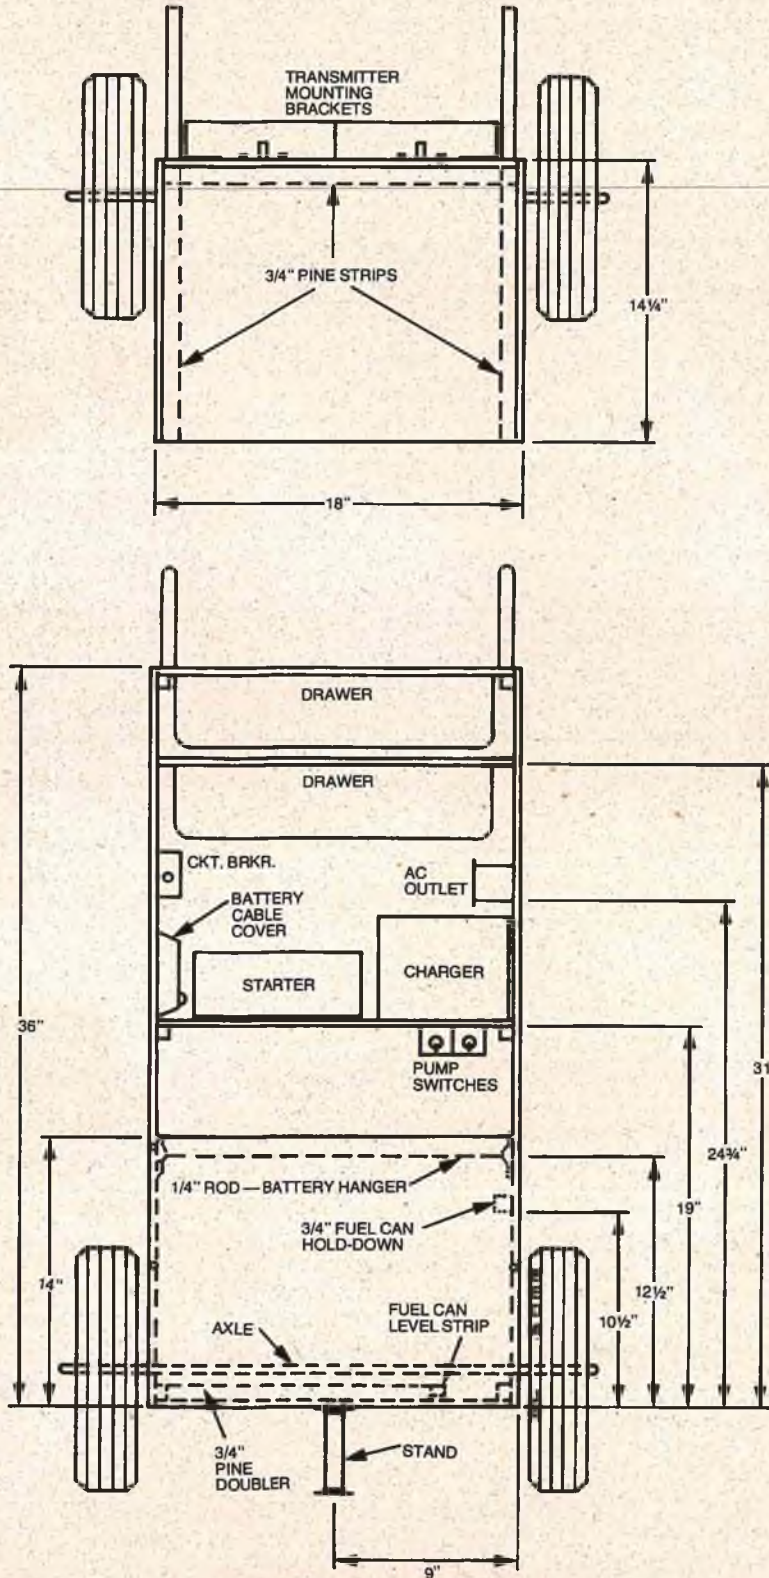 TRANSMITTER
MOUNTING
BRACKETS
3/4" PINE STRIPS
14¼"
18"
DRAWER
DRAWER
CKT. BRKR.
AC
OUTLET
BATTERY
CABLE
COVER
STARTER
CHARGER
36"
PUMP
SWITCHES
31
24¾"
1/4" ROD — BATTERY HANGER
19"
3/4" FUEL CAN
HOLD-DOWN
14"
12½"
10½"
AXLE
FUEL CAN
LEVEL STRIP
3/4"
PINE
DOUBLER
STAND
9"